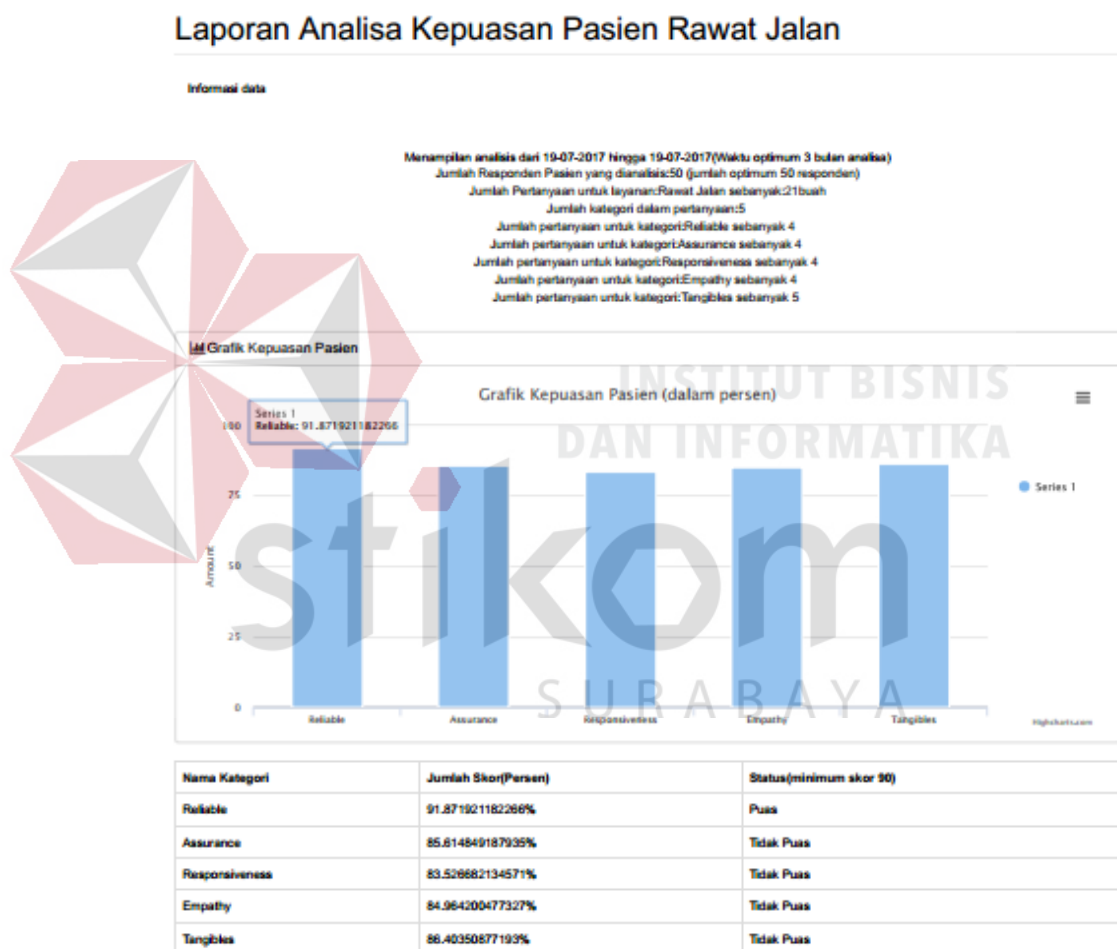 Laporan Analisa Kepuasan Pasien Rawat Jalan
Informasi data
Menampilan analisis dari 19-07-2017 hingga 19-07-2017(Waktu optimum 3 bulan analisa)
Jumlah Responden Pasien yang dianalisis:50 (jumlah optimum 50 responden)
Jumlah Pertanyaan untuk layanan:Rawat Jalan sebanyak:21buah
Jumlah kategori dalam pertanyaan:5
Jumlah pertanyaan untuk kategori:Reliable sebanyak 4
Jumlah pertanyaan untuk kategori:Assurance sebanyak 4
Jumlah pertanyaan untuk kategori:Responsiveness sebanyak 4
Jumlah pertanyaan untuk kategori:Empathy sebanyak 4
Jumlah pertanyaan untuk kategori:Tangibles sebanyak 5
Grafik Kepuasan Pasien
INSTITUT BISNIS
DAN INFORMATIKA
stikom
SURABAYA
Grafik Kepuasan Pasien (dalam persen)
Series 1
Reliable: 91.871921182266
100
75
50
25
0
Amount
Reliable Assurance Responsiveness Empathy Tangibles
Series 1
Highcharts.com
Nama Kategori Jumlah Skor(Persen) Status(minimum skor 90)
Reliable 91.871921182266% Puas
Assurance 85.614849187935% Tidak Puas
Responsiveness 83.526682134571% Tidak Puas
Empathy 84.964200477327% Tidak Puas
Tangibles 86.40350877193% Tidak Puas